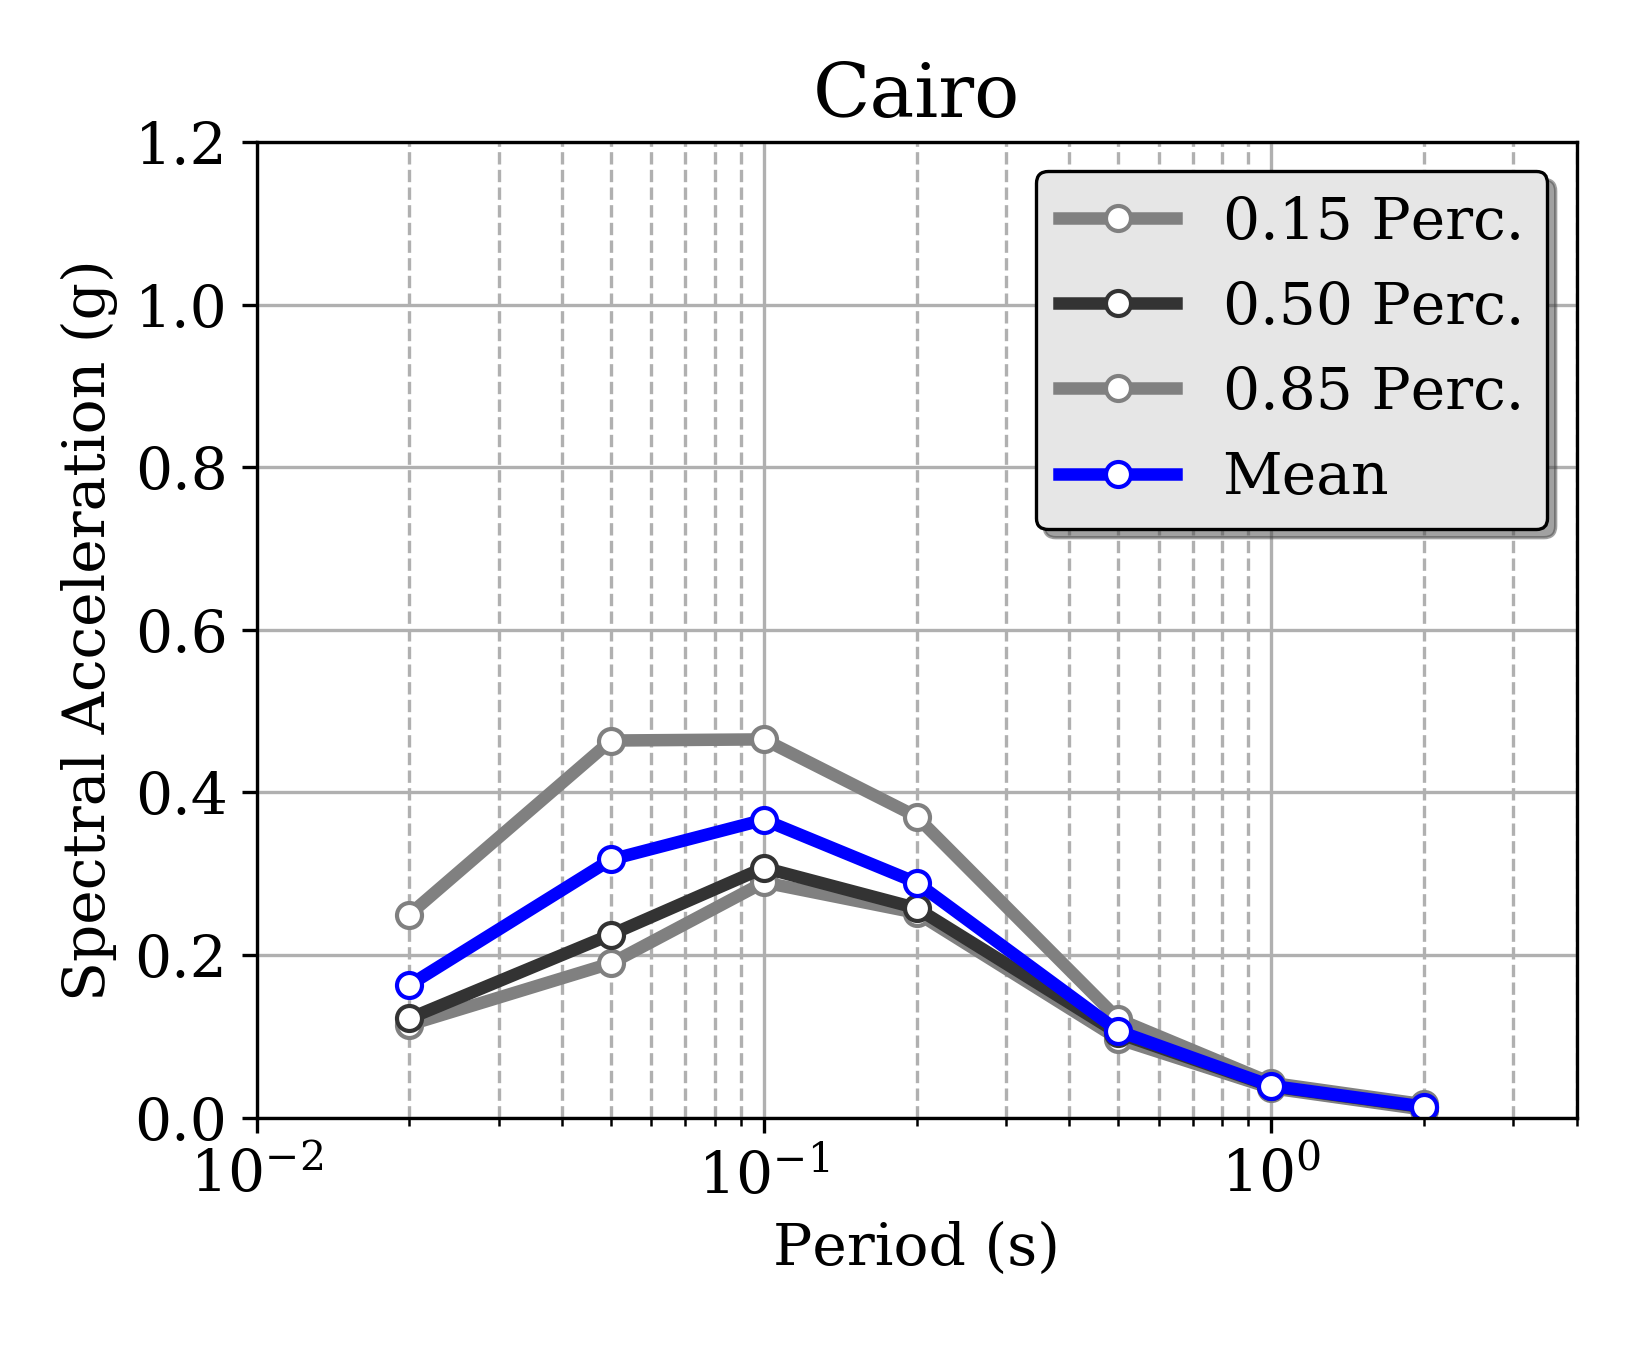 Cairo
1.2
1.0
0.8
0.6
0.4
0.2
0.0
Spectral Acceleration (g)
0.15 Perc.
0.50 Perc.
0.85 Perc.
Mean
10⁻² 10⁻¹ 10⁰
Period (s)